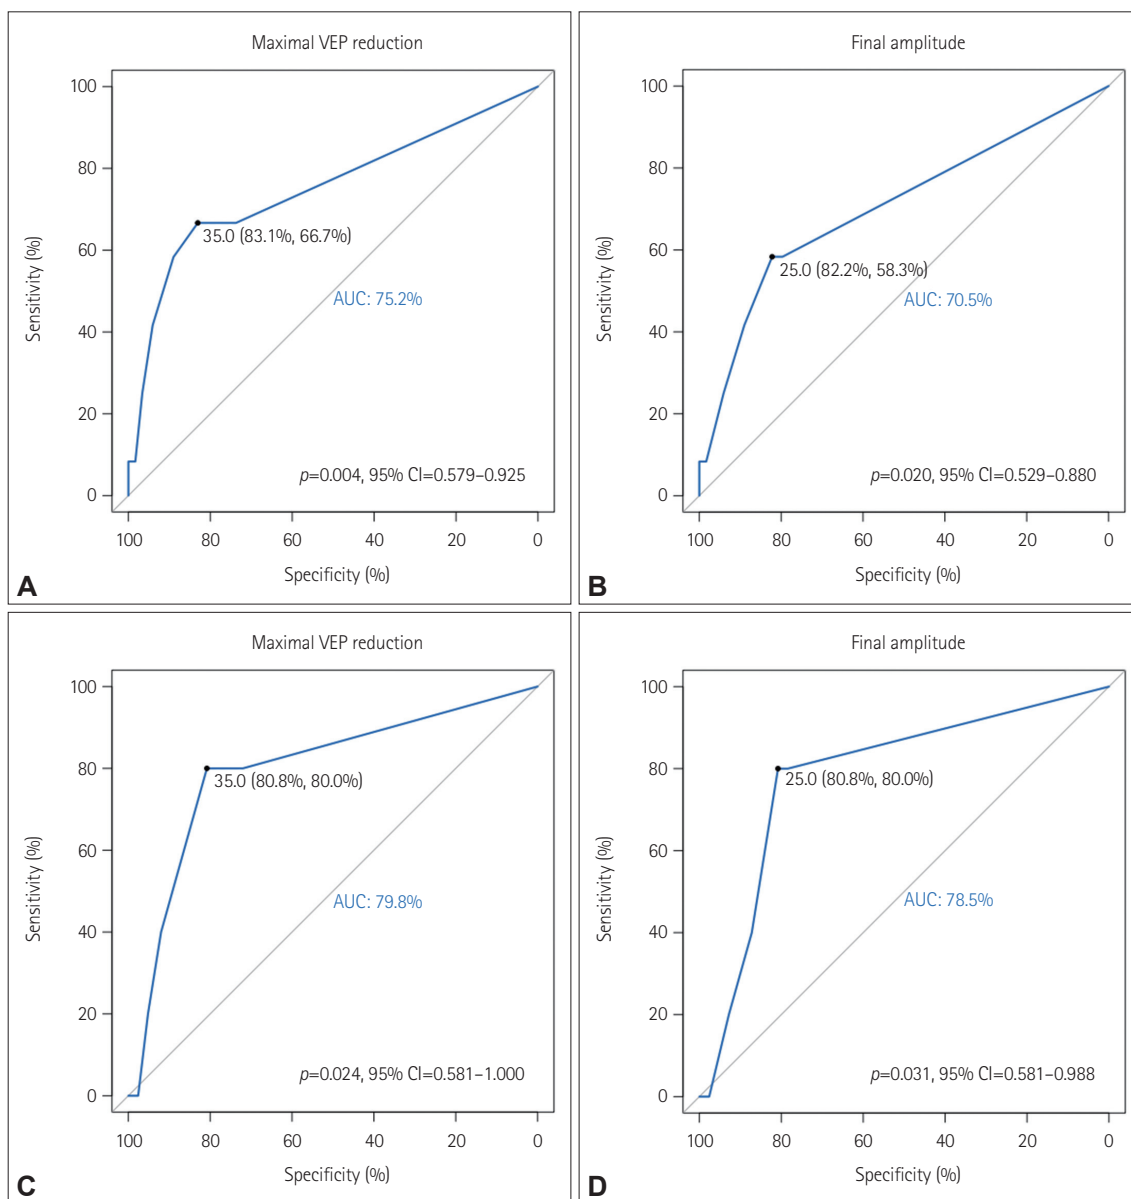 Maximal VEP reduction
100
80
60
40
20
0
Sensitivity (%)
35.0 (83.1%, 66.7%)
AUC: 75.2%
p=0.004, 95% CI=0.579–0.925
100 80 60 40 20 0
Specificity (%)
A
Final amplitude
100
80
60
40
20
0
Sensitivity (%)
25.0 (82.2%, 58.3%)
AUC: 70.5%
p=0.020, 95% CI=0.529–0.880
100 80 60 40 20 0
Specificity (%)
B
Maximal VEP reduction
100
80
60
40
20
0
Sensitivity (%)
35.0 (80.8%, 80.0%)
AUC: 79.8%
p=0.024, 95% CI=0.581–1.000
100 80 60 40 20 0
Specificity (%)
C
Final amplitude
100
80
60
40
20
0
Sensitivity (%)
25.0 (80.8%, 80.0%)
AUC: 78.5%
p=0.031, 95% CI=0.581–0.988
100 80 60 40 20 0
Specificity (%)
D